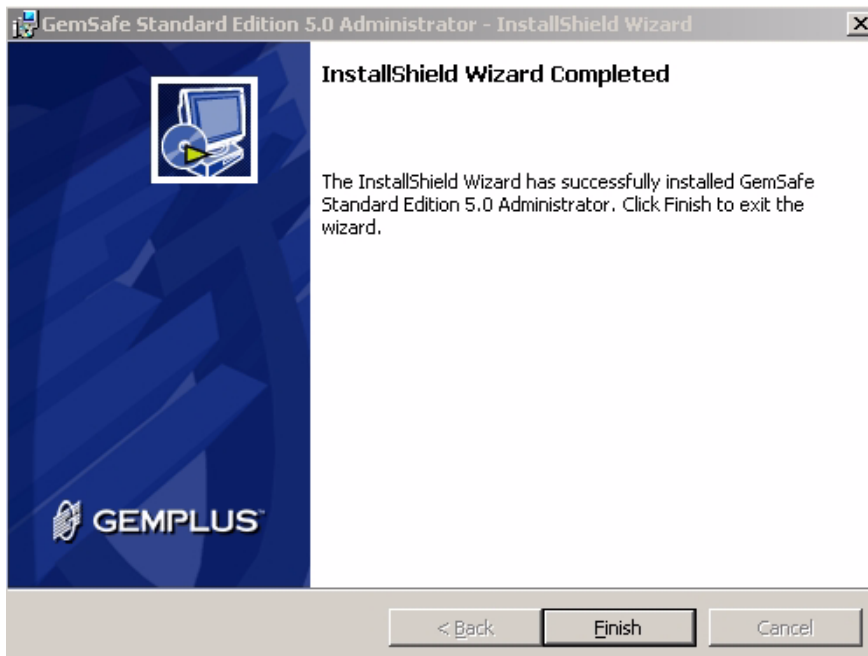 GemSafe Standard Edition 5.0 Administrator - InstallShield Wizard
InstallShield Wizard Completed
The InstallShield Wizard has successfully installed GemSafe
Standard Edition 5.0 Administrator. Click Finish to exit the
wizard.
GEMPLUS™
< Back
Finish
Cancel